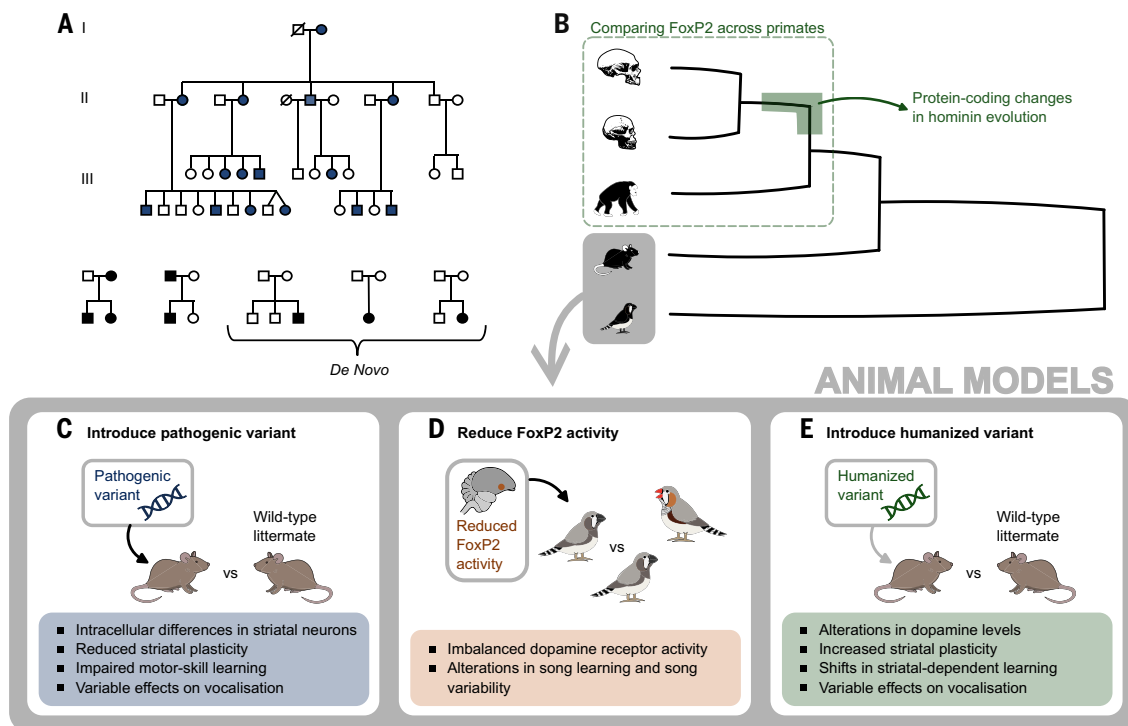 A
I
II
III
De Novo
B
Comparing FoxP2 across primates
Protein-coding changes
in hominin evolution
ANIMAL MODELS
C Introduce pathogenic variant
Pathogenic
variant
Wild-type
littermate
vs
■ Intracellular differences in striatal neurons
■ Reduced striatal plasticity
■ Impaired motor-skill learning
■ Variable effects on vocalisation
D Reduce FoxP2 activity
Reduced
FoxP2
activity
vs
■ Imbalanced dopamine receptor activity
■ Alterations in song learning and song
variability
E Introduce humanized variant
Humanized
variant
Wild-type
littermate
vs
■ Alterations in dopamine levels
■ Increased striatal plasticity
■ Shifts in striatal-dependent learning
■ Variable effects on vocalisation